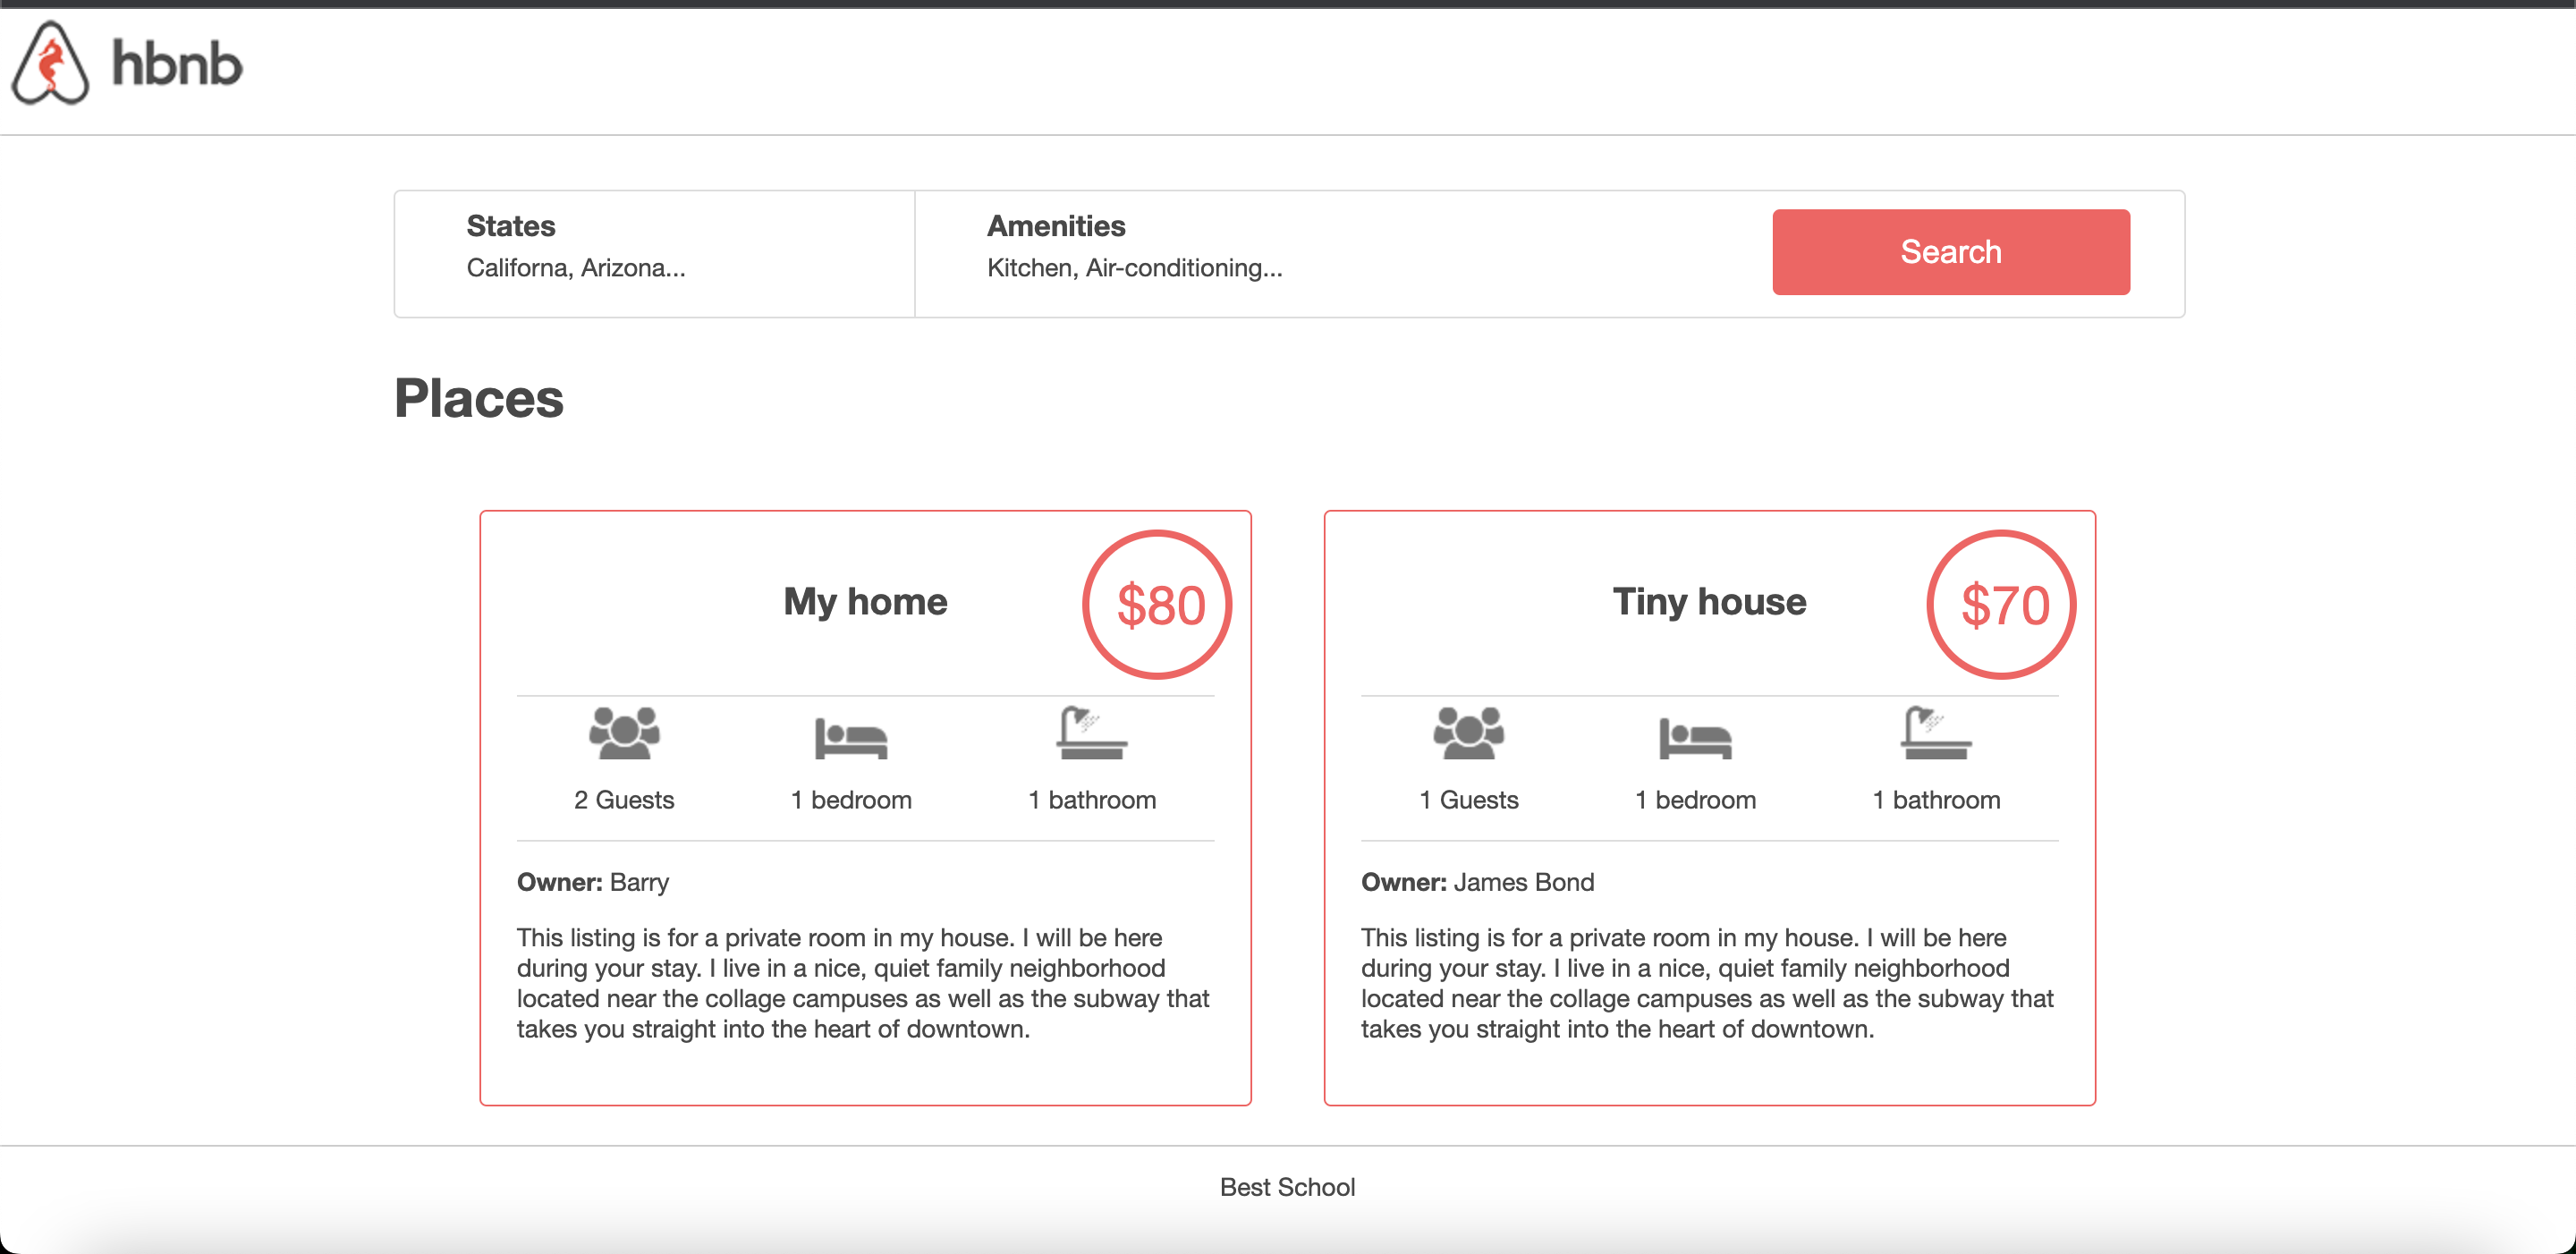 hbnb
States
Californa, Arizona...
Amenities
Kitchen, Air-conditioning...
Search
Places
My home
$80
2 Guests
1 bedroom
1 bathroom
Owner: Barry
This listing is for a private room in my house. I will be here
during your stay. I live in a nice, quiet family neighborhood
located near the collage campuses as well as the subway that
takes you straight into the heart of downtown.
Tiny house
$70
1 Guests
1 bedroom
1 bathroom
Owner: James Bond
This listing is for a private room in my house. I will be here
during your stay. I live in a nice, quiet family neighborhood
located near the collage campuses as well as the subway that
takes you straight into the heart of downtown.
Best School